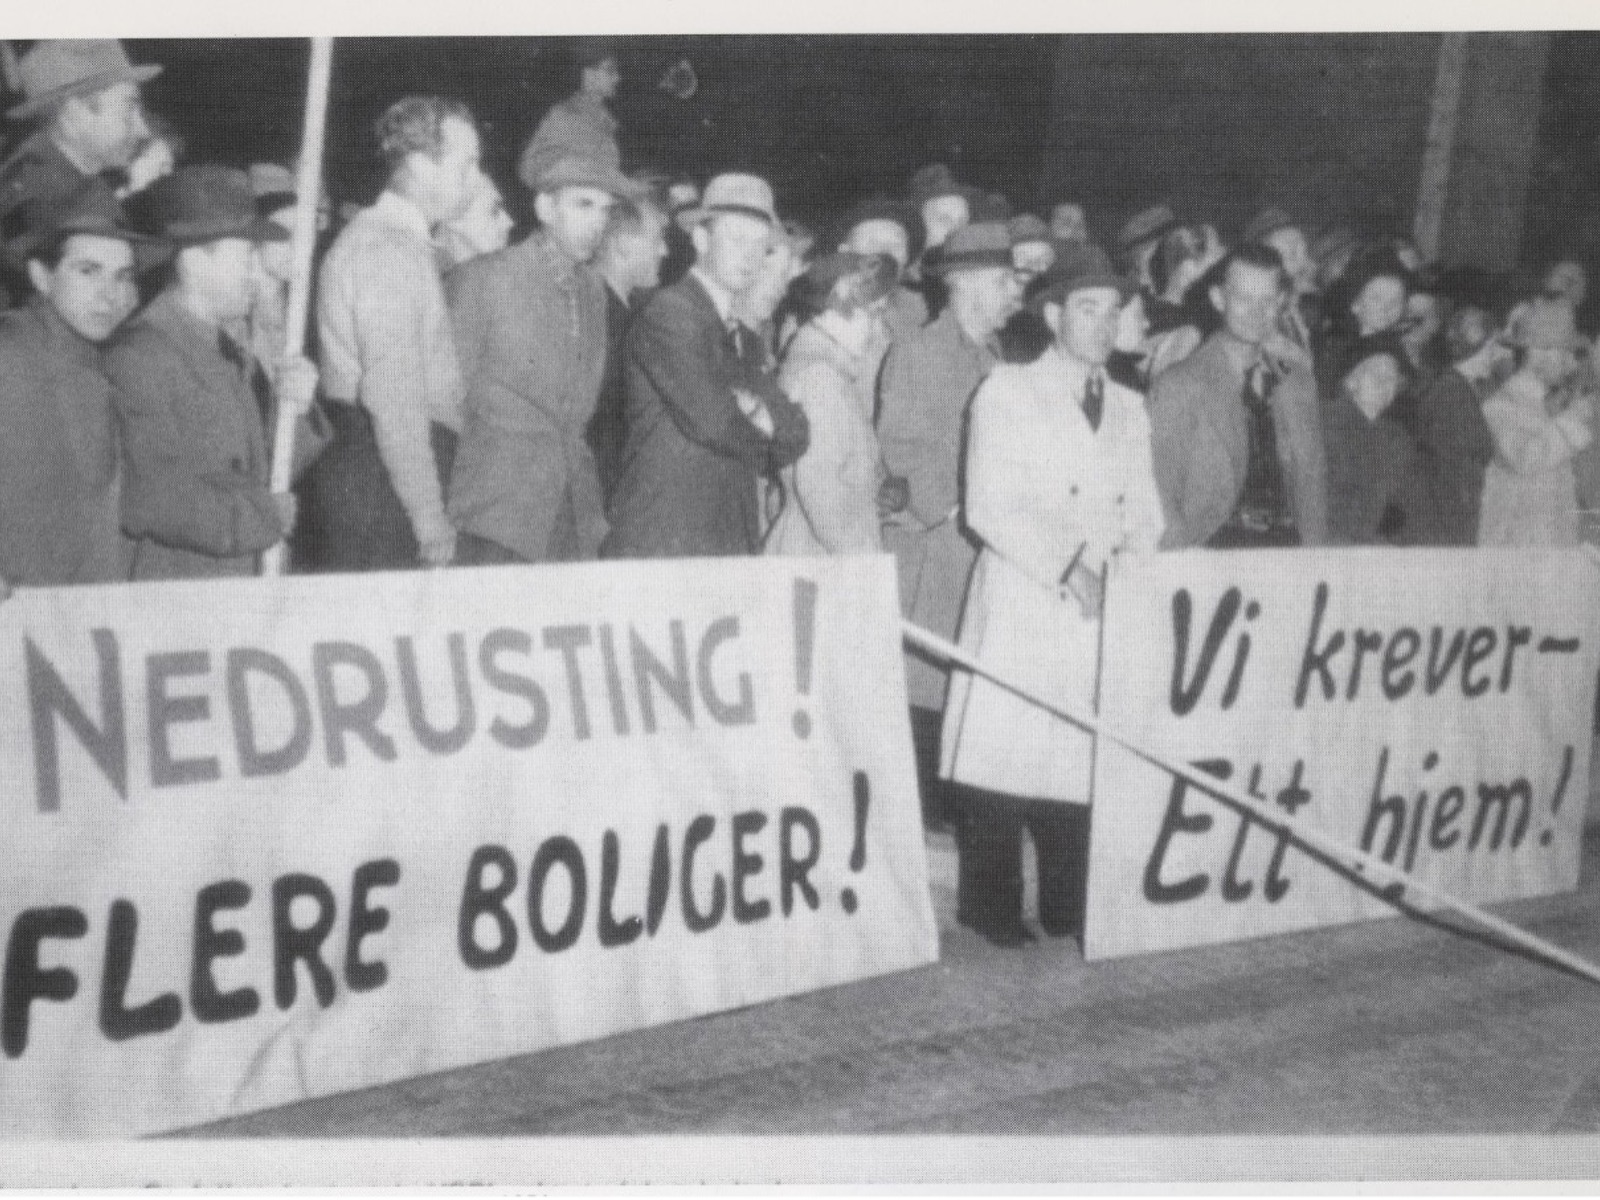 NEDRUSTING!
FLERE BOLIGER!
Vi krever-
Ett hjem!